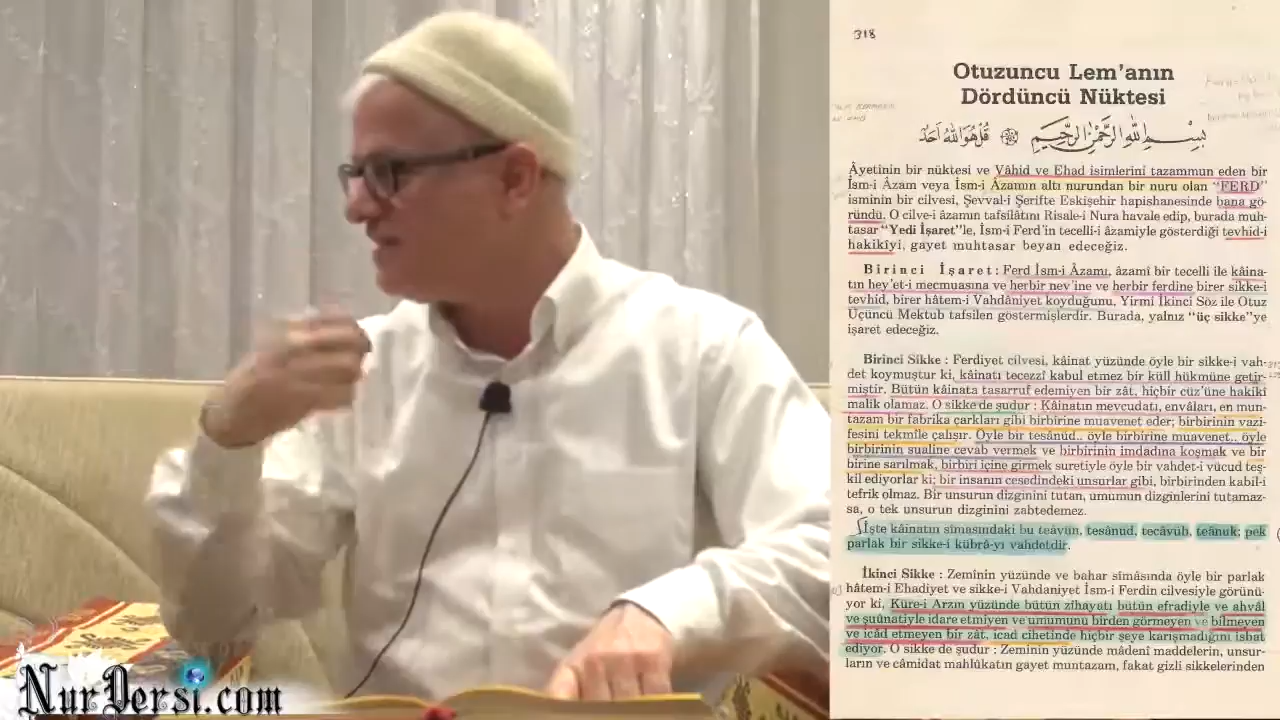 318
Otuzuncu Lem'anın
Dördüncü Nüktesi
بِسْــمِ اللّٰهِ الرَّحْمٰنِ الرَّحِيمِ ۞ قُلْ هُوَ اللّٰهُ اَحَدٌ
Âyetinin bir nüktesi ve Vâhid ve Ehad isimlerini tazammun eden bir
İsm-i Âzam veya İsm-i Âzamın altı nurundan bir nuru olan "FERD"
isminin bir cilvesi, Şevval-i Şerifte Eskişehir hapishanesinde bana gö-
ründü. O cilve-i âzamın tafsilâtını Risale-i Nura havale edip, burada muh-
tasar "Yedi İşaret"le, İsm-i Ferd'in tecelli-i âzamiyle gösterdiği tevhid-i
hakikîyi, gayet muhtasar beyan edeceğiz.
Birinci İşaret: Ferd İsm-i Âzamı, âzamî bir tecelli ile kâina-
tın hey'et-i mecmuasına ve herbir nev'ine ve herbir ferdine birer sikke-i
tevhid, birer hâtem-i Vahdâniyet koyduğunu, Yirmi İkinci Söz ile Otuz
Üçüncü Mektub tafsilen göstermişlerdir. Burada, yalnız "üç sikke"ye
işaret edeceğiz.
Birinci Sikke : Ferdiyet cilvesi, kâinat yüzünde öyle bir sikke-i vah-
det koymuştur ki, kâinatı tecezzî kabul etmez bir küll hükmüne getir-
miştir. Bütün kâinata tasarruf edemiyen bir zât, hiçbir cüz'üne hakikî
malik olamaz. O sikke de şudur : Kâinatın mevcudatı, envâları, en mun-
tazam bir fabrika çarkları gibi birbirine muavenet eder; birbirinin vazi-
fesini tekmîle çalışır. Öyle bir tesânüd.. öyle birbirine muavenet.. öyle
birbirinin sualine cevab vermek ve birbirinin imdadına koşmak ve bir
birine sarılmak, birbiri içine girmek suretiyle öyle bir vahdet-i vücud teş-
kil ediyorlar ki; bir insanın cesedindeki unsurlar gibi, birbirinden kabil-i
tefrik olmaz. Bir unsurun dizginini tutan, umumun dizginlerini tutamaz-
sa, o tek unsurun dizginini zabtedemez.
İşte kâinatın sîmasındaki bu teâvün, tesânud, tecâvüb, teânuk; pek
parlak bir sikke-i kübrâ-yı vahdetdir.
İkinci Sikke : Zemînin yüzünde ve bahar sîmâsında öyle bir parlak
hâtem-i Ehadiyet ve sikke-i Vahdaniyet İsm-i Ferdin cilvesiyle görünü-
yor ki, Küre-i Arzın yüzünde bütün zîhayatı bütün efradiyle ve ahvâl
ve şuûnatiyle idare etmiyen ve umumunu birden görmeyen ve bilmeyen
ve icâd etmeyen bir zât, icad cihetinde hiçbir şeye karışmadığını isbat
ediyor. O sikke de şudur : Zeminin yüzünde mâdenî maddelerin, unsur-
ların ve câmidat mahlûkatın gayet muntazam, fakat gizli sikkelerinden
NurDersi.com